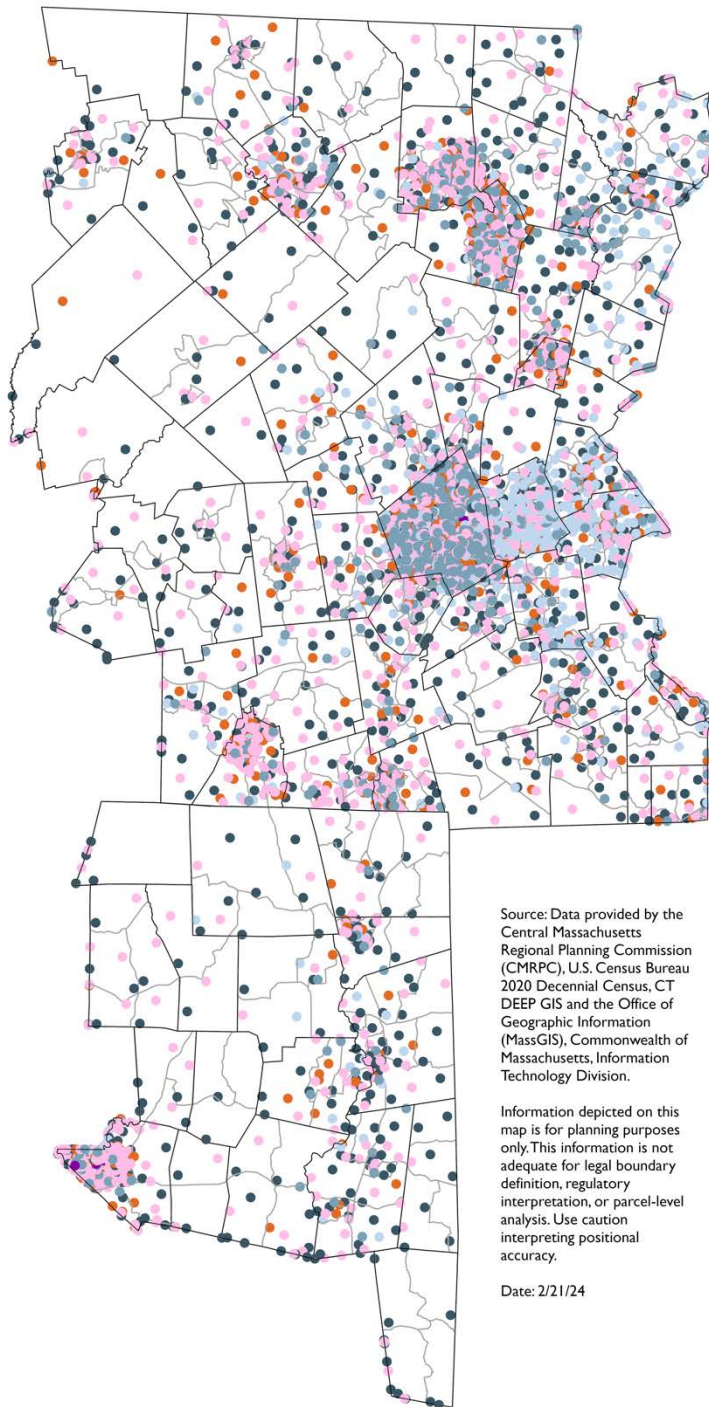 Source: Data provided by the
Central Massachusetts
Regional Planning Commission
(CMRPC), U.S. Census Bureau
2020 Decennial Census, CT
DEEP GIS and the Office of
Geographic Information
(MassGIS), Commonwealth of
Massachusetts, Information
Technology Division.
Information depicted on this
map is for planning purposes
only. This information is not
adequate for legal boundary
definition, regulatory
interpretation, or parcel-level
analysis. Use caution
interpreting positional
accuracy.
Date: 2/21/24